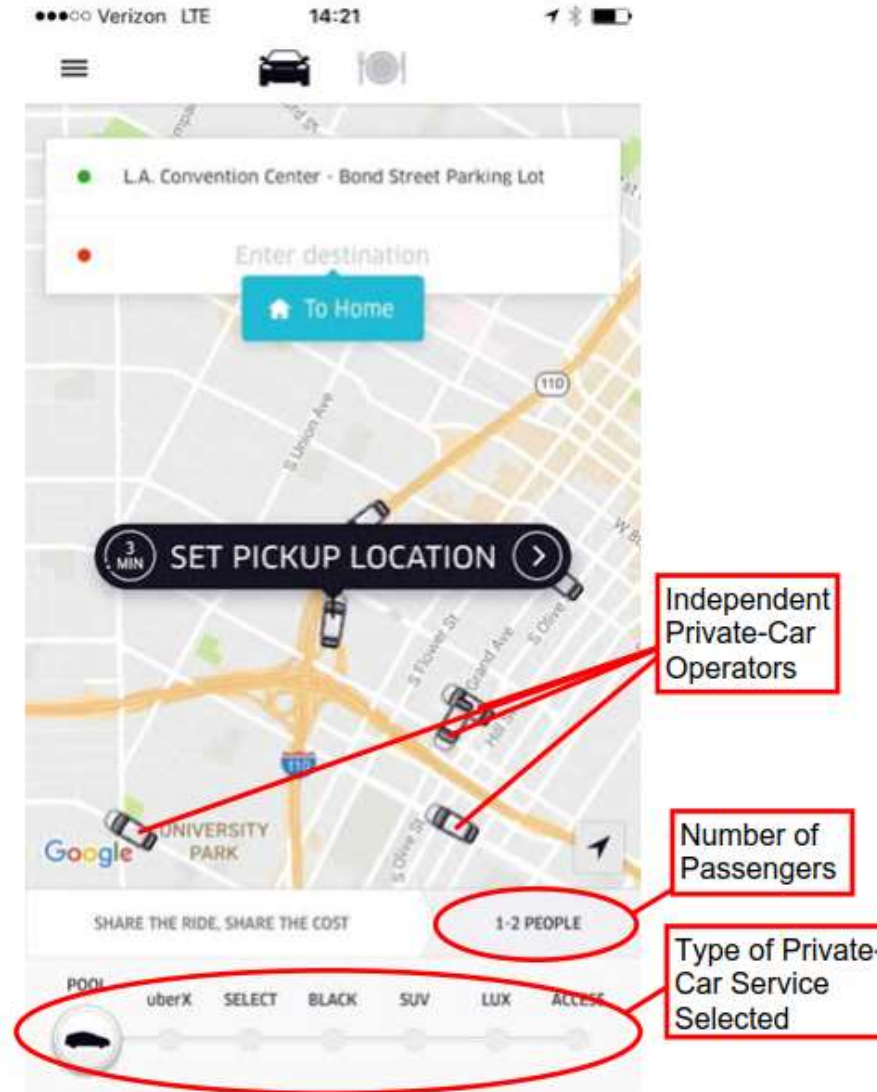 Verizon LTE 14:21
L.A. Convention Center - Bond Street Parking Lot
Enter destination
To Home
110
S Union Ave
3
MIN
SET PICKUP LOCATION
S Flower St
Grand Ave
S Olive
Hill
110
S Olive St
UNIVERSITY
PARK
Google
Independent
Private-Car
Operators
Number of
Passengers
SHARE THE RIDE, SHARE THE COST 1-2 PEOPLE
POOL uberX SELECT BLACK SUV LUX ACCESS
Type of Private-
Car Service
Selected